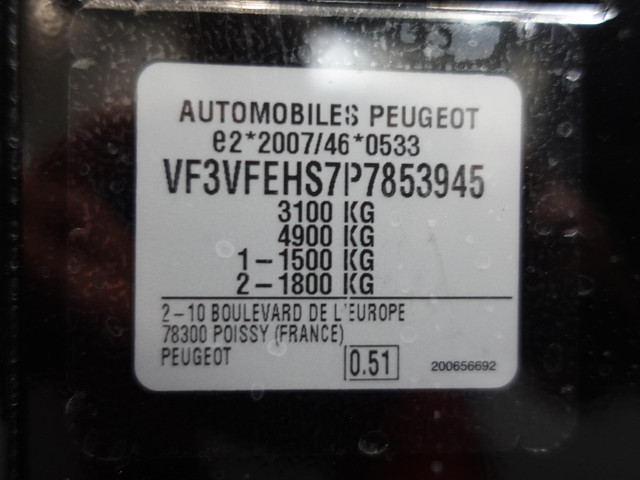 AUTOMOBILES PEUGEOT
e2*2007/46*0533
VF3VFEHS7P7853945
3100 KG
4900 KG
1-1500 KG
2-1800 KG
2-10 BOULEVARD DE L'EUROPE
78300 POISSY (FRANCE)
PEUGEOT
0.51
200656692